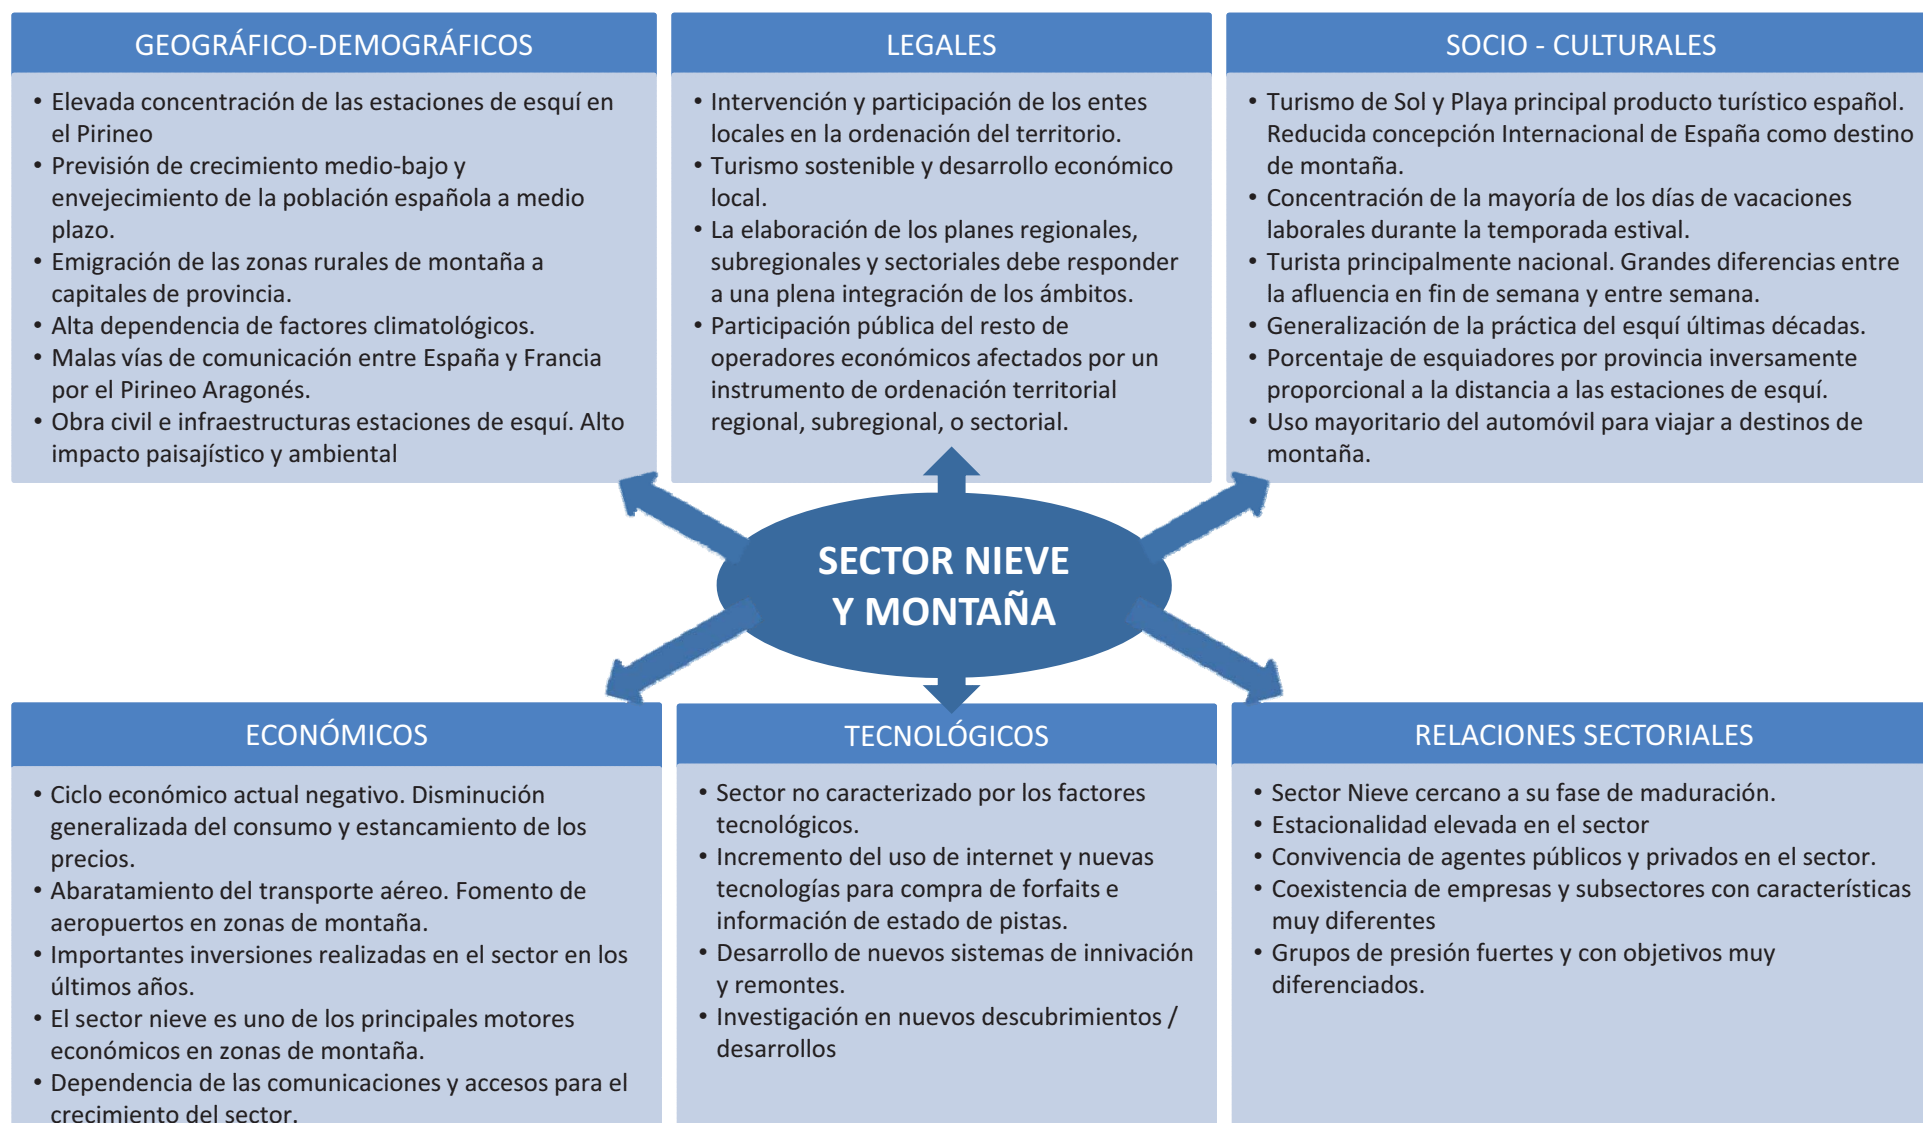 GEOGRÁFICO-DEMOGRÁFICOS
• Elevada concentración de las estaciones de esquí en
el Pirineo
• Previsión de crecimiento medio-bajo y
envejecimiento de la población española a medio
plazo.
• Emigración de las zonas rurales de montaña a
capitales de provincia.
• Alta dependencia de factores climatológicos.
• Malas vías de comunicación entre España y Francia
por el Pirineo Aragonés.
• Obra civil e infraestructuras estaciones de esquí. Alto
impacto paisajístico y ambiental
LEGALES
• Intervención y participación de los entes
locales en la ordenación del territorio.
• Turismo sostenible y desarrollo económico
local.
• La elaboración de los planes regionales,
subregionales y sectoriales debe responder
a una plena integración de los ámbitos.
• Participación pública del resto de
operadores económicos afectados por un
instrumento de ordenación territorial
regional, subregional, o sectorial.
SOCIO - CULTURALES
• Turismo de Sol y Playa principal producto turístico español.
Reducida concepción Internacional de España como destino
de montaña.
• Concentración de la mayoría de los días de vacaciones
laborales durante la temporada estival.
• Turista principalmente nacional. Grandes diferencias entre
la afluencia en fin de semana y entre semana.
• Generalización de la práctica del esquí últimas décadas.
• Porcentaje de esquiadores por provincia inversamente
proporcional a la distancia a las estaciones de esquí.
• Uso mayoritario del automóvil para viajar a destinos de
montaña.
SECTOR NIEVE
Y MONTAÑA
ECONÓMICOS
• Ciclo económico actual negativo. Disminución
generalizada del consumo y estancamiento de los
precios.
• Abaratamiento del transporte aéreo. Fomento de
aeropuertos en zonas de montaña.
• Importantes inversiones realizadas en el sector en los
últimos años.
• El sector nieve es uno de los principales motores
económicos en zonas de montaña.
• Dependencia de las comunicaciones y accesos para el
crecimiento del sector.
TECNOLÓGICOS
• Sector no caracterizado por los factores
tecnológicos.
• Incremento del uso de internet y nuevas
tecnologías para compra de forfaits e
información de estado de pistas.
• Desarrollo de nuevos sistemas de innivación
y remontes.
• Investigación en nuevos descubrimientos /
desarrollos
RELACIONES SECTORIALES
• Sector Nieve cercano a su fase de maduración.
• Estacionalidad elevada en el sector
• Convivencia de agentes públicos y privados en el sector.
• Coexistencia de empresas y subsectores con características
muy diferentes
• Grupos de presión fuertes y con objetivos muy
diferenciados.